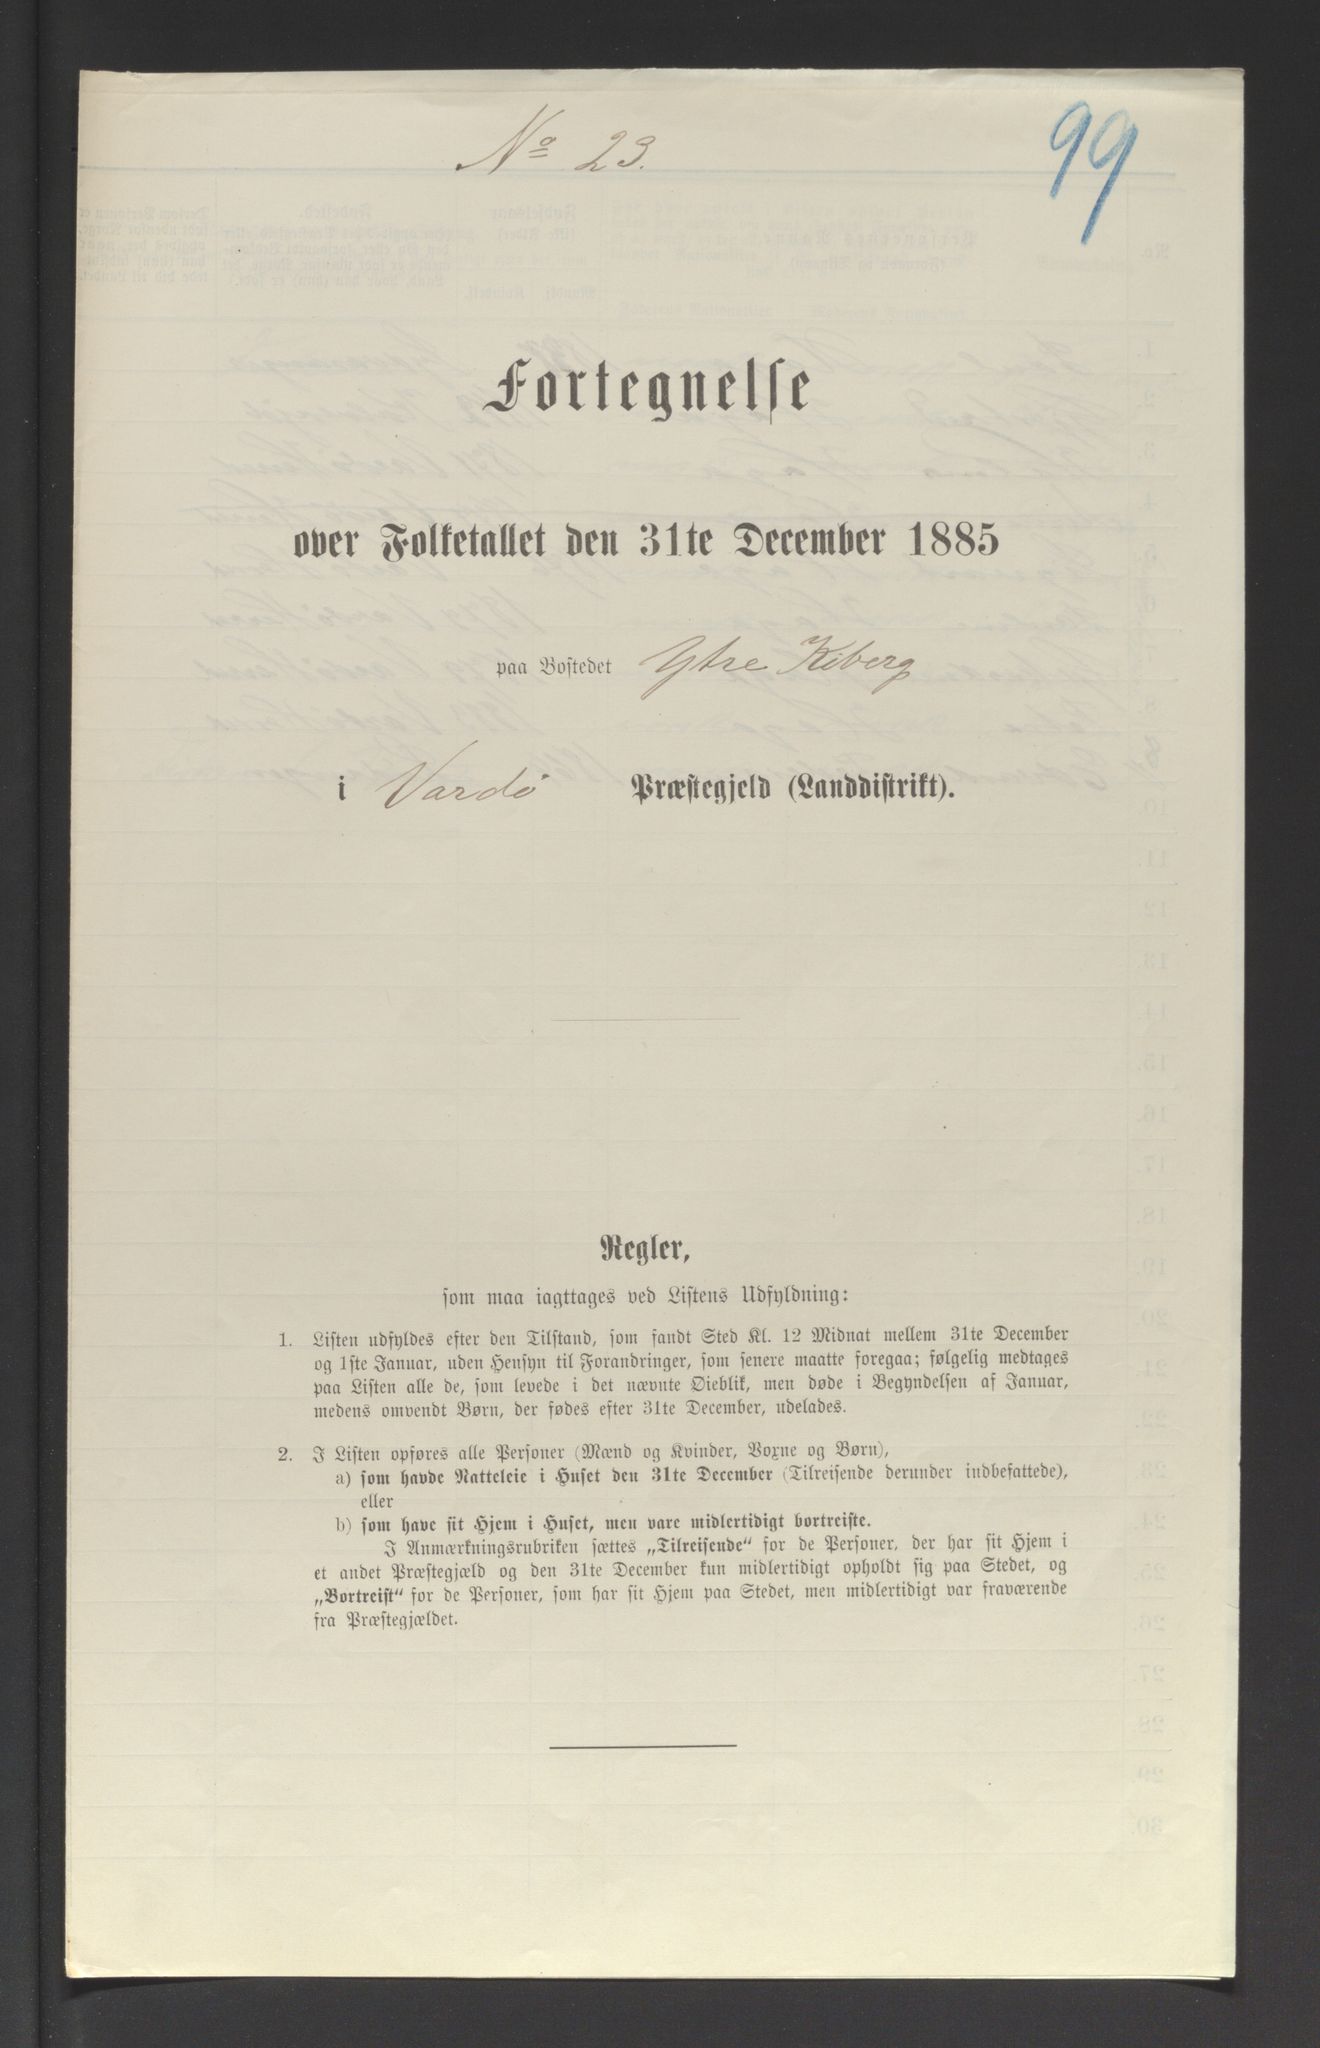 No 23.
99
Fortegnelse
over Folketallet den 31te December 1885
paa Bostedet Ytre Kiberg
i Vardö Præstegjeld (Landdistrikt).
Regler,
som maa iagttages ved Listens Udfyldning:
1. Listen udfyldes efter den Tilstand, som fandt Sted Kl. 12 Midnat mellem 31te December
og 1ste Januar, uden Hensyn til Forandringer, som senere maatte foregaa; følgelig medtages
paa Listen alle de, som levede i det nævnte Øieblik, men døde i Begyndelsen af Januar,
medens omvendt Børn, der fødes efter 31te December, udelades.
2. I Listen opføres alle Personer (Mænd og Kvinder, Voxne og Børn),
a) som havde Natteleie i Huset den 31te December (Tilreisende derunder indbefattede),
eller
b) som have sit Hjem i Huset, men vare midlertidigt bortreiste.
I Anmærkningsrubriken sættes „Tilreisende“ for de Personer, der har sit Hjem i
et andet Præstegjæld og den 31te December kun midlertidigt opholdt sig paa Stedet, og
„Bortreist“ for de Personer, som har sit Hjem paa Stedet, men midlertidigt var fraværende
fra Præstegjældet.